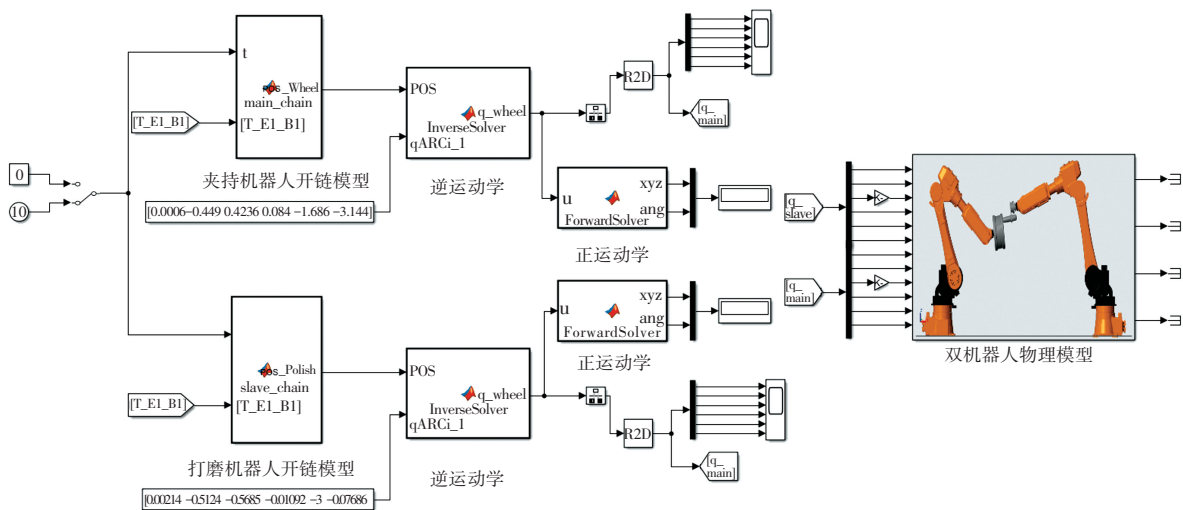 t
pos_Wheel
main_chain
[T_E1_B1]
[T_E1_B1]
夹持机器人开链模型
[0.0006-0.449 0.4236 0.084 -1.686 -3.144]
0
10
POS
q_wheel
InverseSolver
qARCi_1
逆运动学
R2D
[q_
main]
u
xyz
ang
ForwardSolver
正运动学
pos_Polish
slave_chain
[T_E1_B1]
[T_E1_B1]
打磨机器人开链模型
[0.00214 -0.5124 -0.5685 -0.01092 -3 -0.07686
POS
q_wheel
InverseSolver
qARCi_1
逆运动学
u
xyz
ang
ForwardSolver
正运动学
R2D
[q_
main]
[q_
slave]
[q_
main]
K-
K-
双机器人物理模型